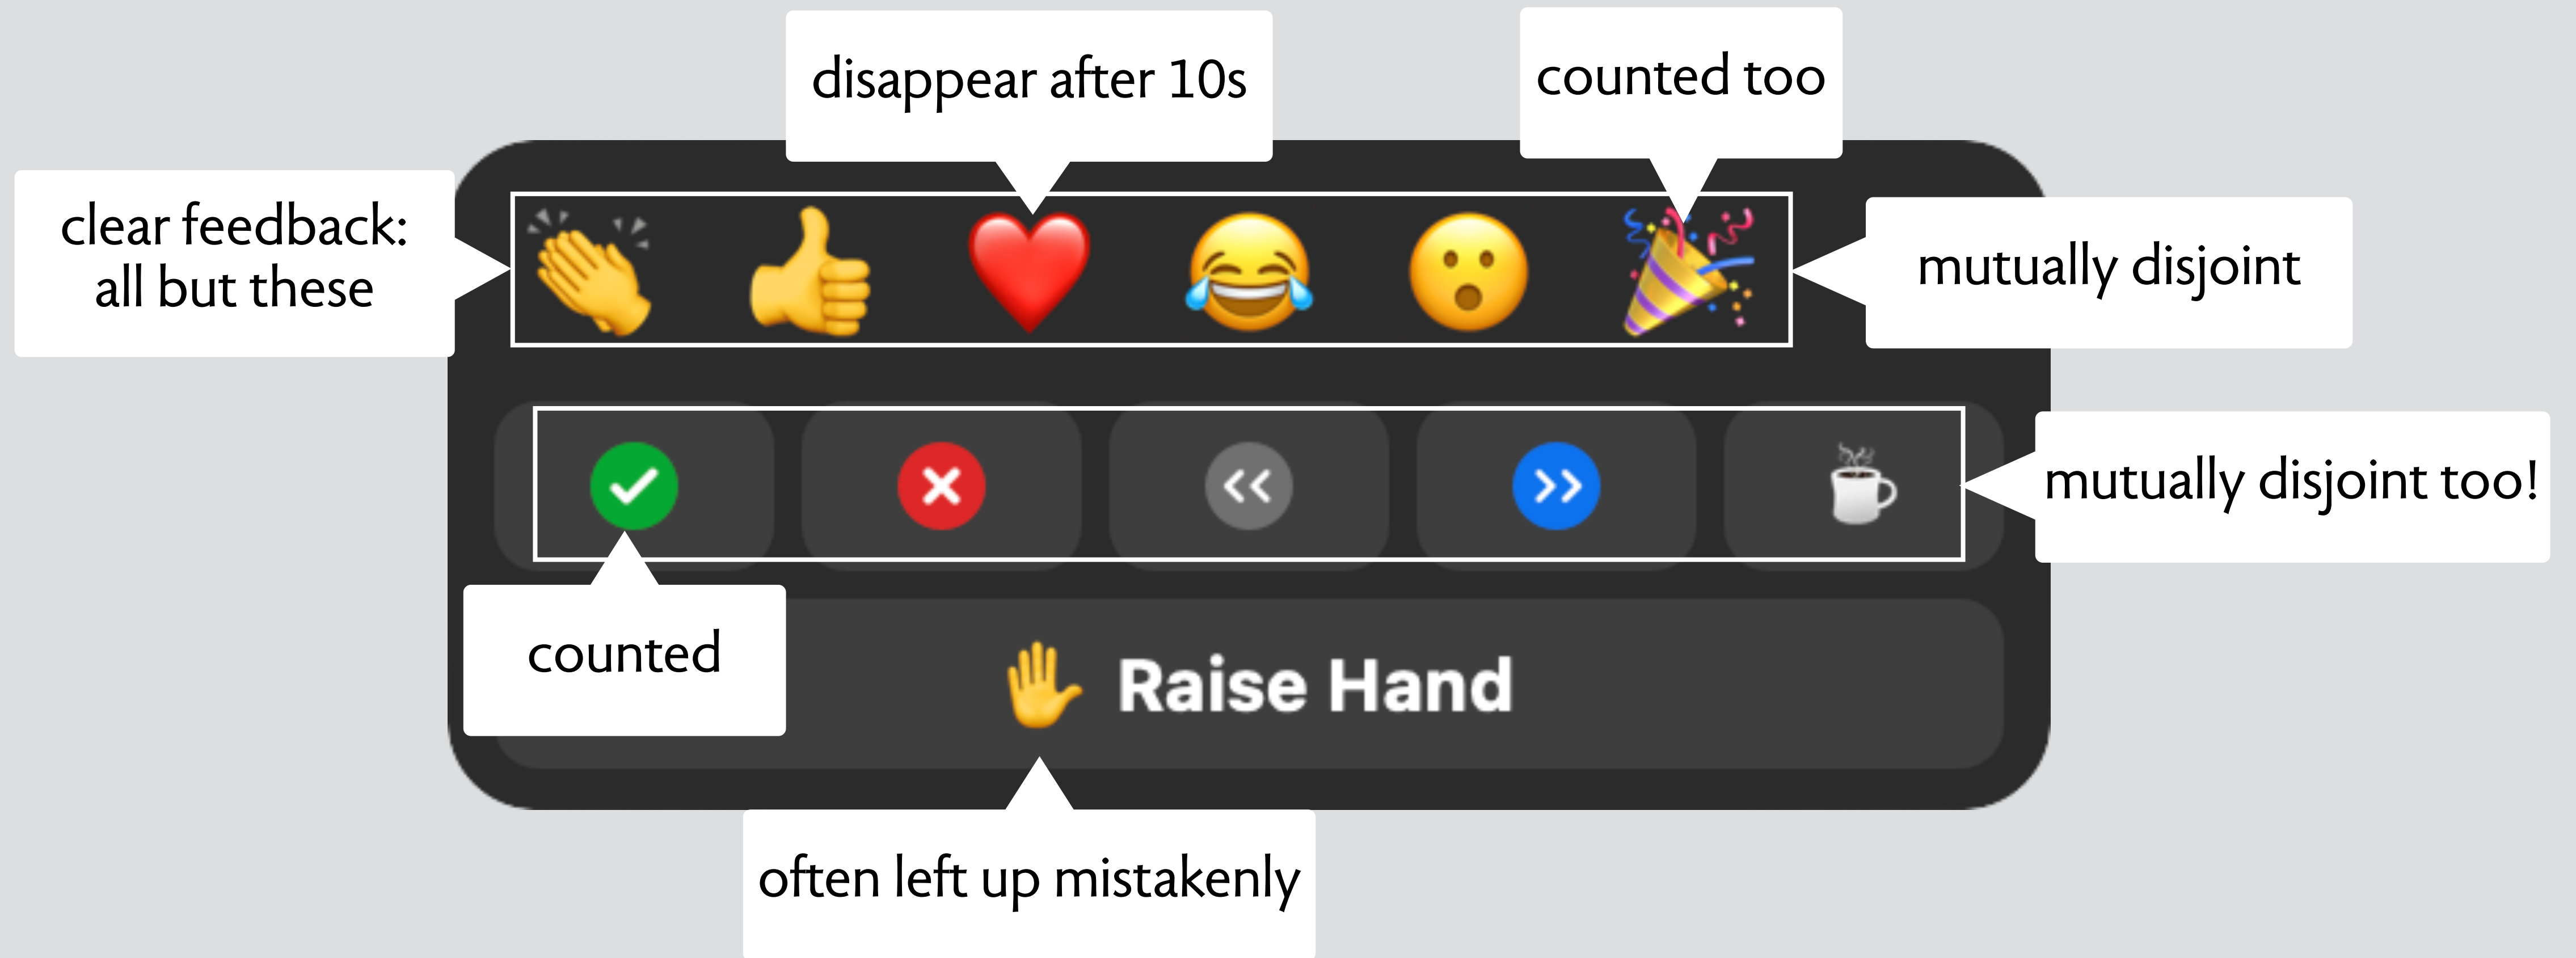 disappear after 10s
counted too
clear feedback:
all but these
mutually disjoint
mutually disjoint too!
counted
Raise Hand
often left up mistakenly